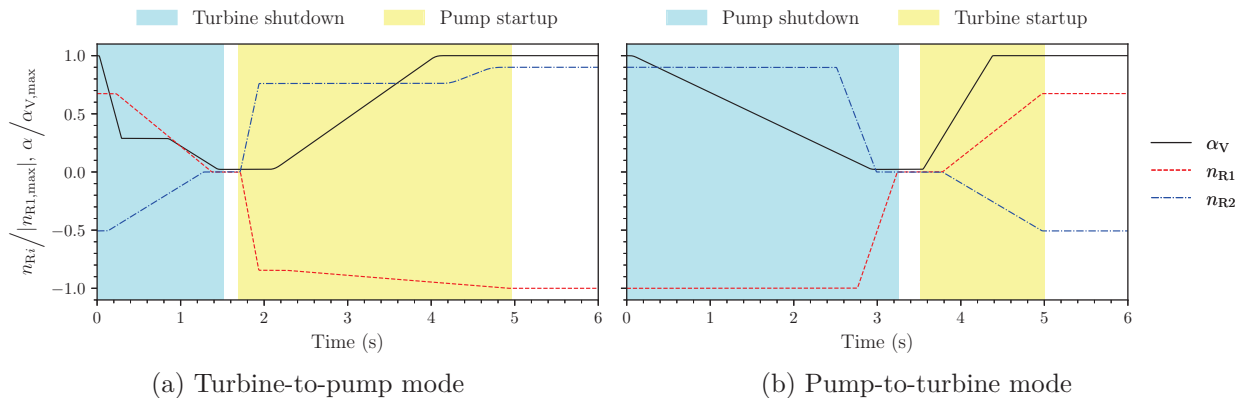 Turbine shutdown Pump startup
Pump shutdown Turbine startup
n_Ri/|n_R1,max|, α/α_V,max
1.0
0.5
0.0
−0.5
−1.0
0 1 2 3 4 5 6
0 1 2 3 4 5 6
Time (s)
Time (s)
α_V
n_R1
n_R2
(a) Turbine-to-pump mode
(b) Pump-to-turbine mode